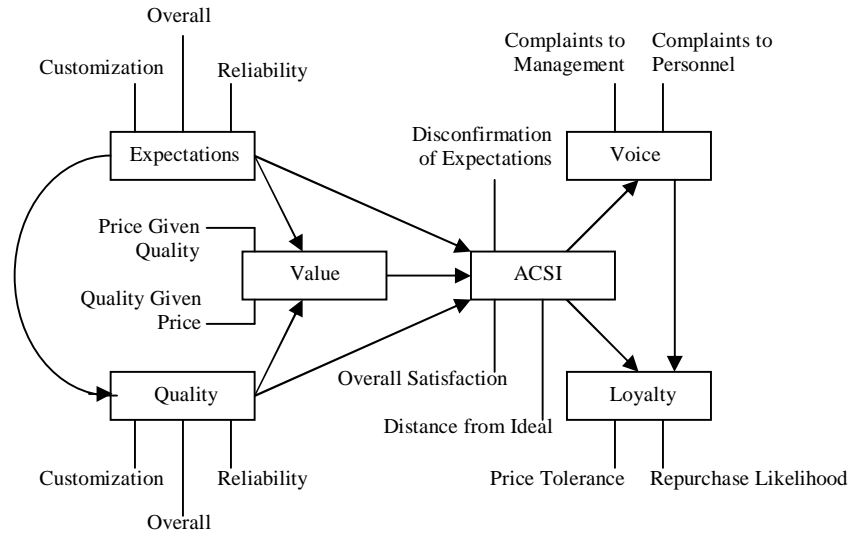 Overall
Customization
Reliability
Expectations
Complaints to
Management
Complaints to
Personnel
Disconfirmation
of Expectations
Voice
Price Given
Quality
Value
ACSI
Quality Given
Price
Overall Satisfaction
Distance from Ideal
Quality
Loyalty
Customization
Reliability
Overall
Price Tolerance
Repurchase Likelihood